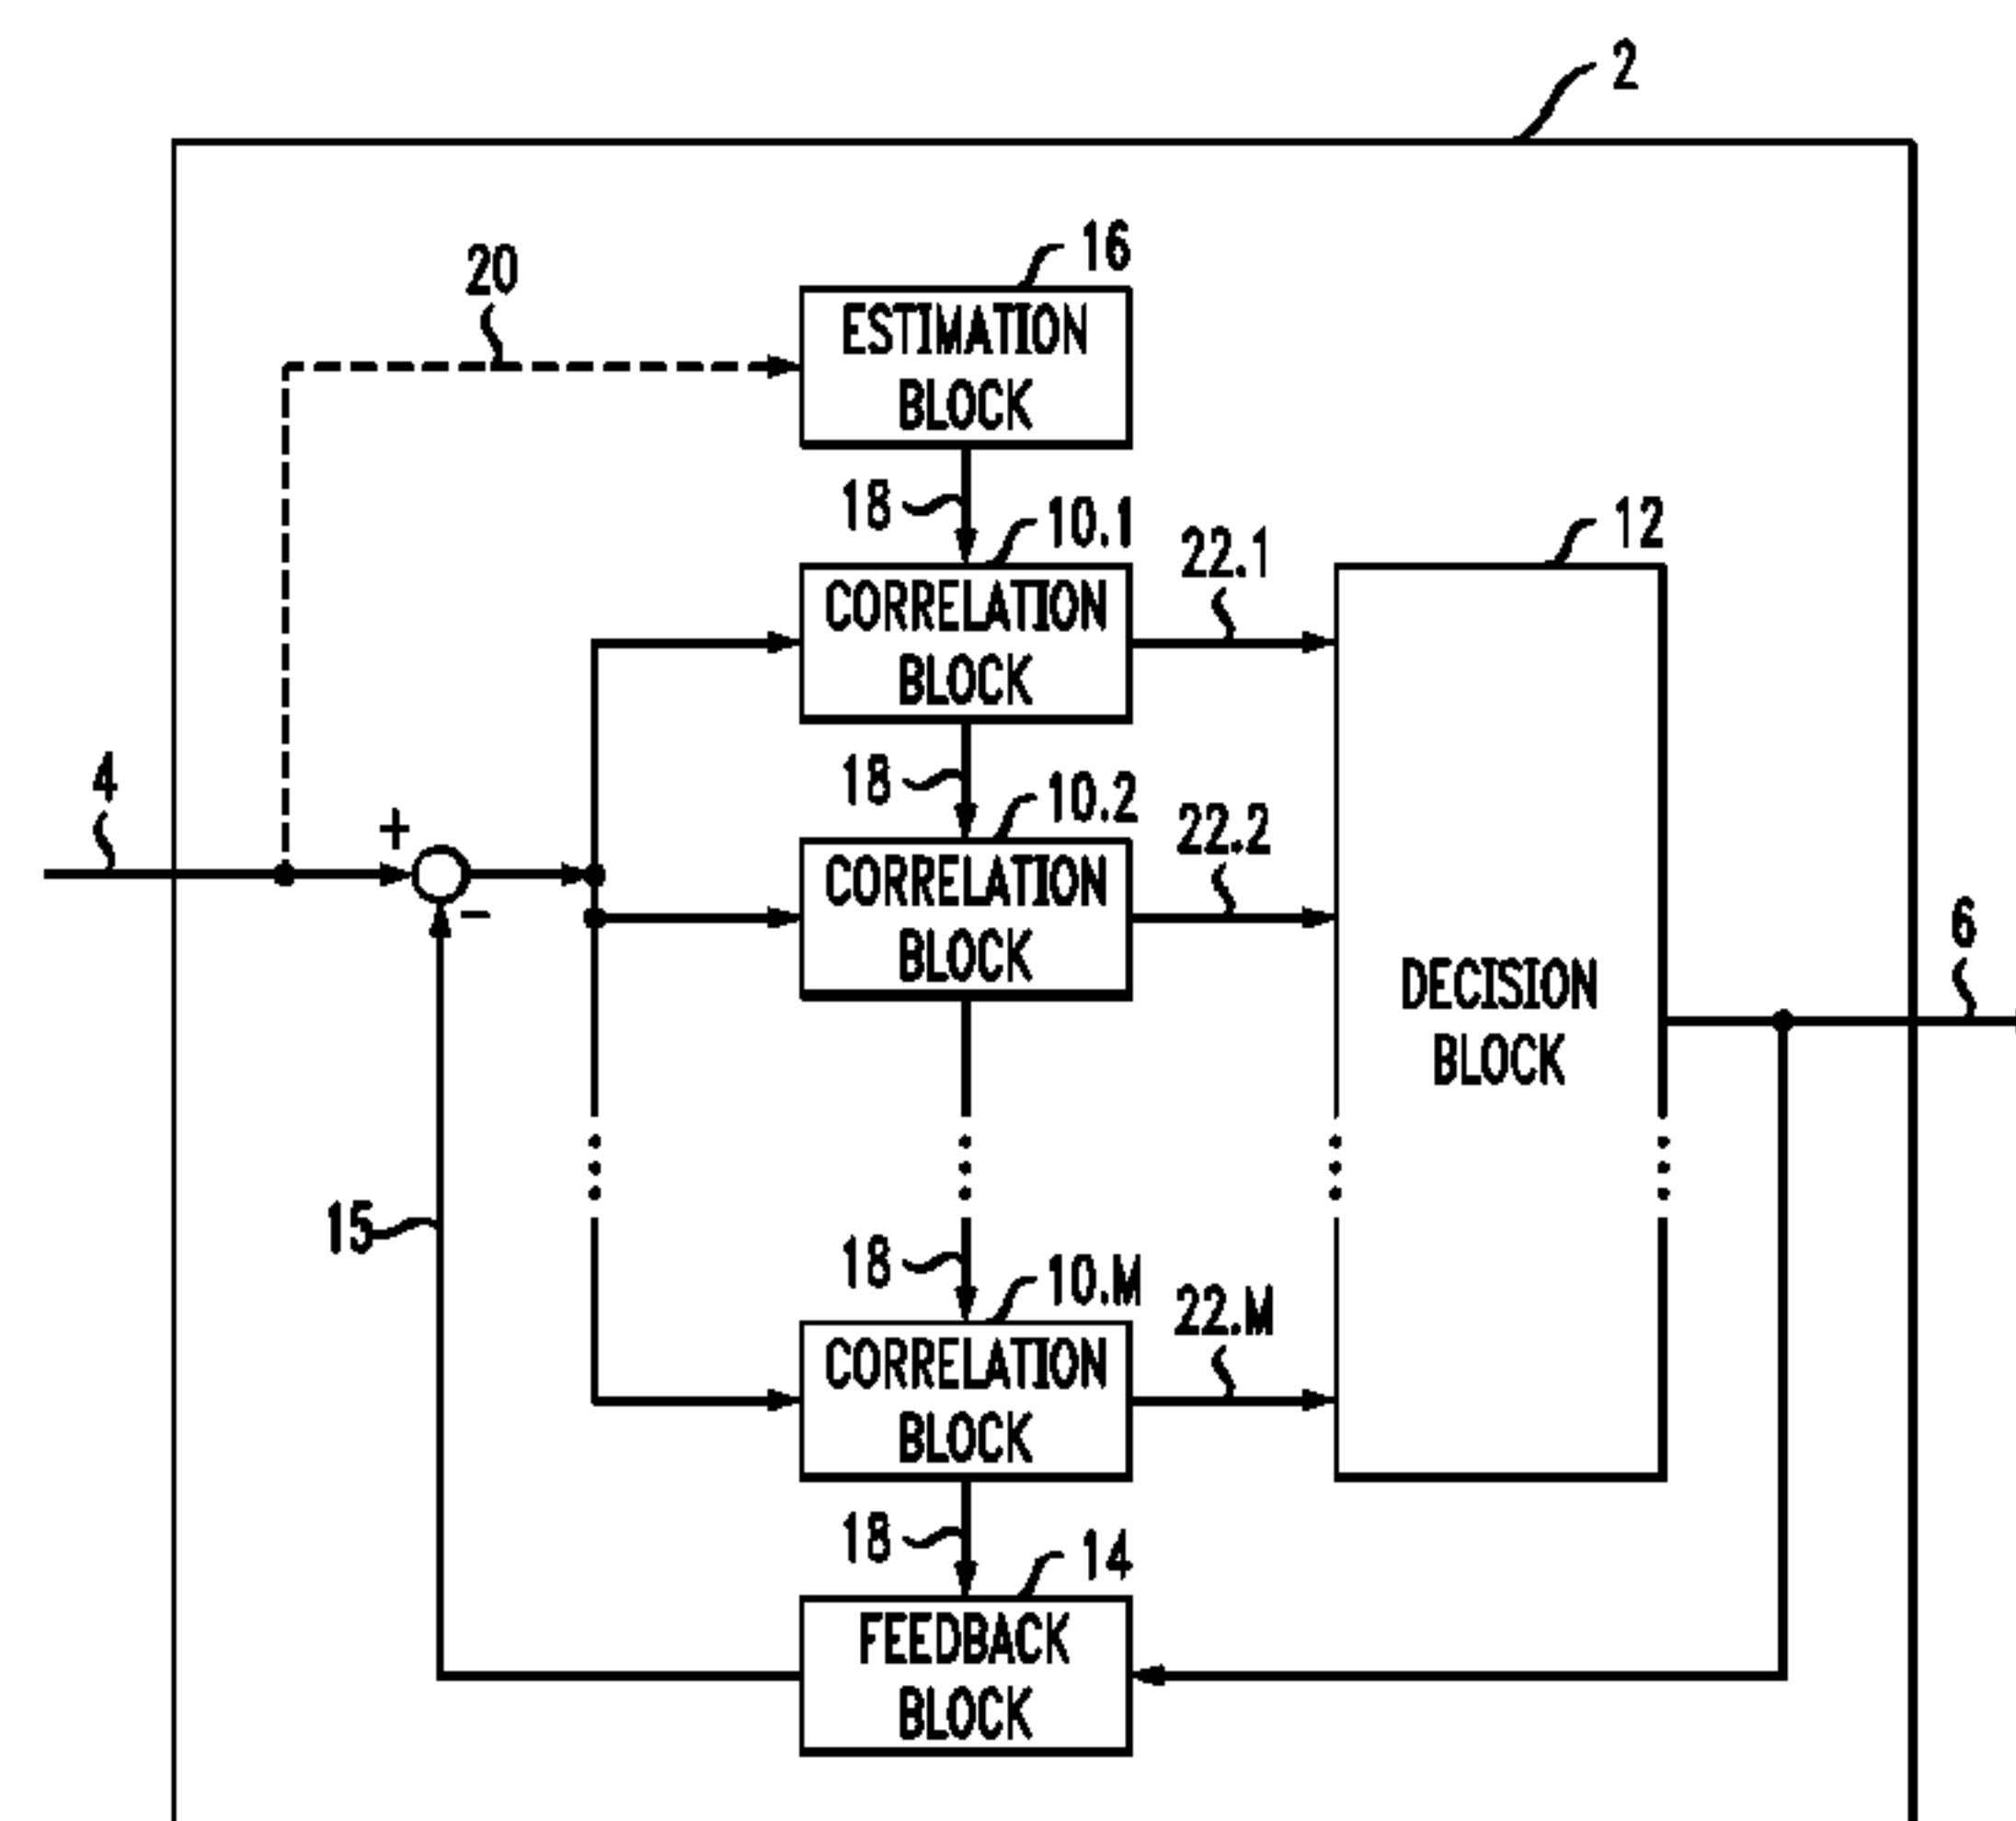 2
16
20
ESTIMATION
BLOCK
18
10.1
22.1
12
CORRELATION
BLOCK
4
18
10.2
22.2
+
CORRELATION
BLOCK
−
6
DECISION
BLOCK
15
18
10.M
22.M
CORRELATION
BLOCK
18
14
FEEDBACK
BLOCK